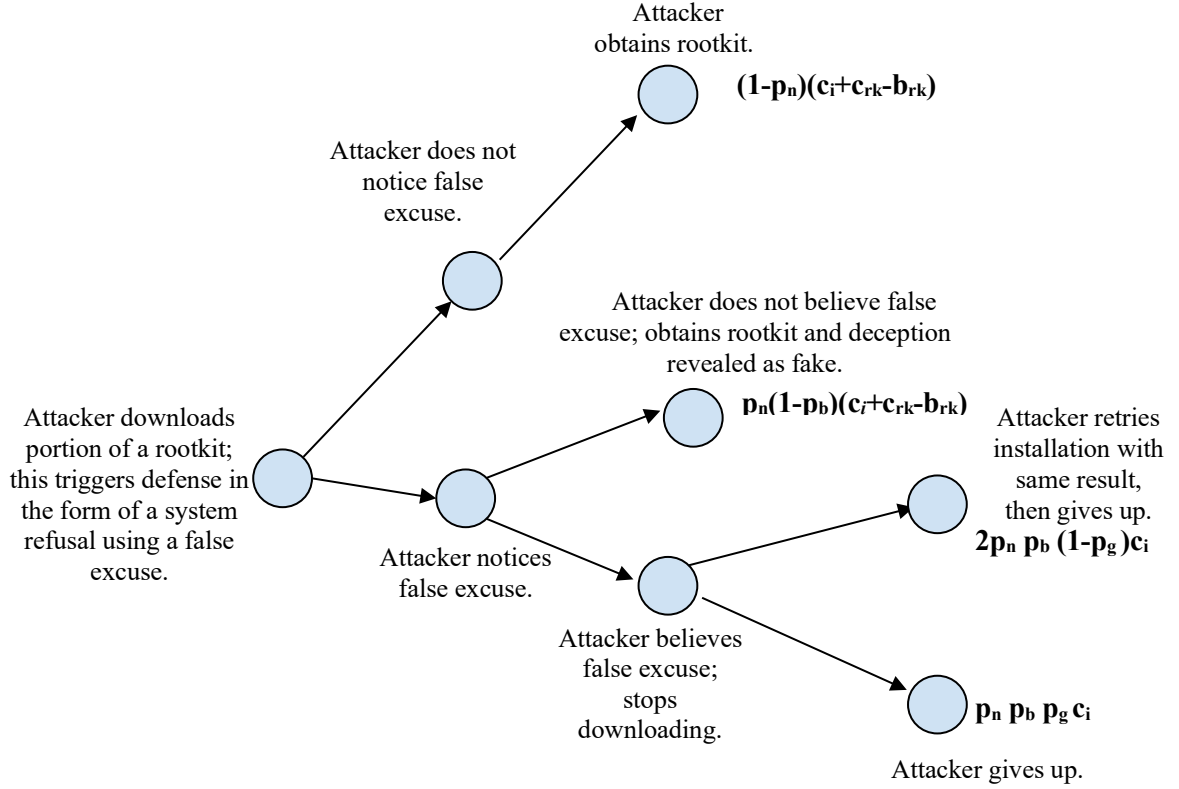 Attacker
obtains rootkit.
(1-pn)(ci+crk-brk)
Attacker does not
notice false
excuse.
Attacker does not believe false
excuse; obtains rootkit and deception
revealed as fake.
pn(1-pb)(ci+crk-brk)
Attacker downloads
portion of a rootkit;
this triggers defense in
the form of a system
refusal using a false
excuse.
Attacker retries
installation with
same result,
then gives up.
2pn pb (1-pg )ci
Attacker notices
false excuse.
Attacker believes
false excuse;
stops
downloading.
pn pb pg ci
Attacker gives up.